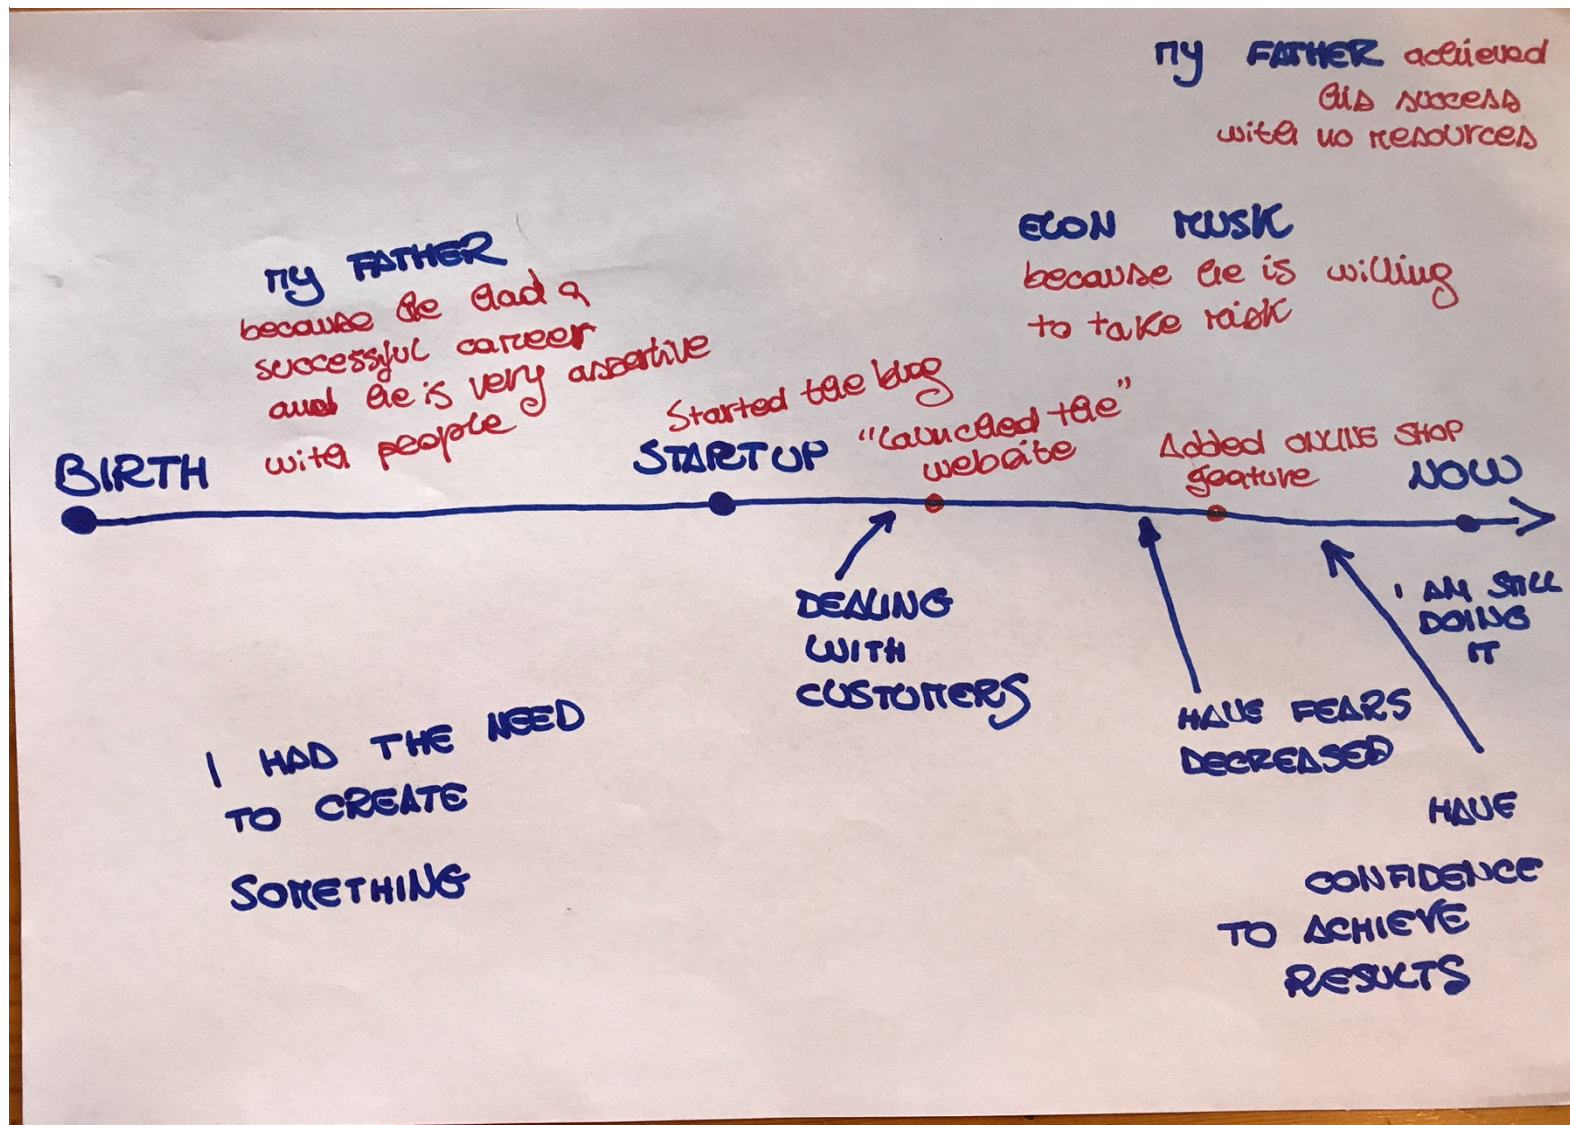 MY FATHER achieved
his success
with no resources
ELON MUSK
because he is willing
to take risk
MY FATHER
because he had a
successful career
and he is very assertive
with people
Started the blog
STARTUP
"launched the"
website
Added ONLINE SHOP
feature
BIRTH
NOW
DEALING
WITH
CUSTOMERS
I AM STILL
DOING
IT
HAVE FEARS
DECREASED
I HAD THE NEED
TO CREATE
SOMETHING
HAVE
CONFIDENCE
TO ACHIEVE
RESULTS